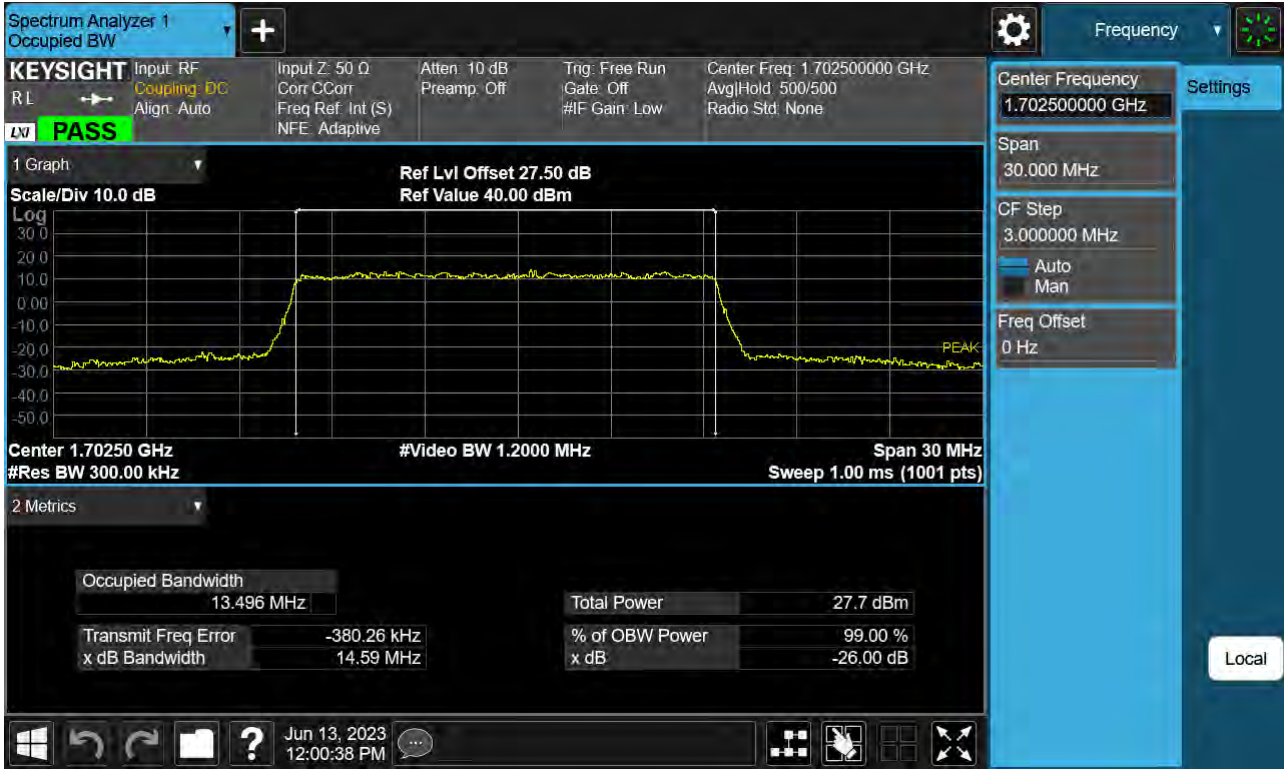 Spectrum Analyzer 1
Occupied BW
Frequency
KEYSIGHT
RL
LXI PASS
Input: RF
Coupling: DC
Align: Auto
Input Z: 50 Ω
Corr CCorr
Freq Ref: Int (S)
NFE: Adaptive
Atten: 10 dB
Preamp: Off
Trig: Free Run
Gate: Off
#IF Gain: Low
Center Freq: 1.702500000 GHz
Avg|Hold: 500/500
Radio Std: None
Center Frequency
1.702500000 GHz
Settings
Span
30.000 MHz
CF Step
3.000000 MHz
Auto
Man
Freq Offset
0 Hz
Local
1 Graph
Scale/Div 10.0 dB
Ref Lvl Offset 27.50 dB
Ref Value 40.00 dBm
Log
30.0
20.0
10.0
0.00
-10.0
-20.0
-30.0
-40.0
-50.0
PEAK
Center 1.70250 GHz
#Video BW 1.2000 MHz
Span 30 MHz
#Res BW 300.00 kHz
Sweep 1.00 ms (1001 pts)
2 Metrics
Occupied Bandwidth
13.496 MHz
Total Power 27.7 dBm
Transmit Freq Error -380.26 kHz
% of OBW Power 99.00 %
x dB Bandwidth 14.59 MHz
x dB -26.00 dB
?
Jun 13, 2023
12:00:38 PM